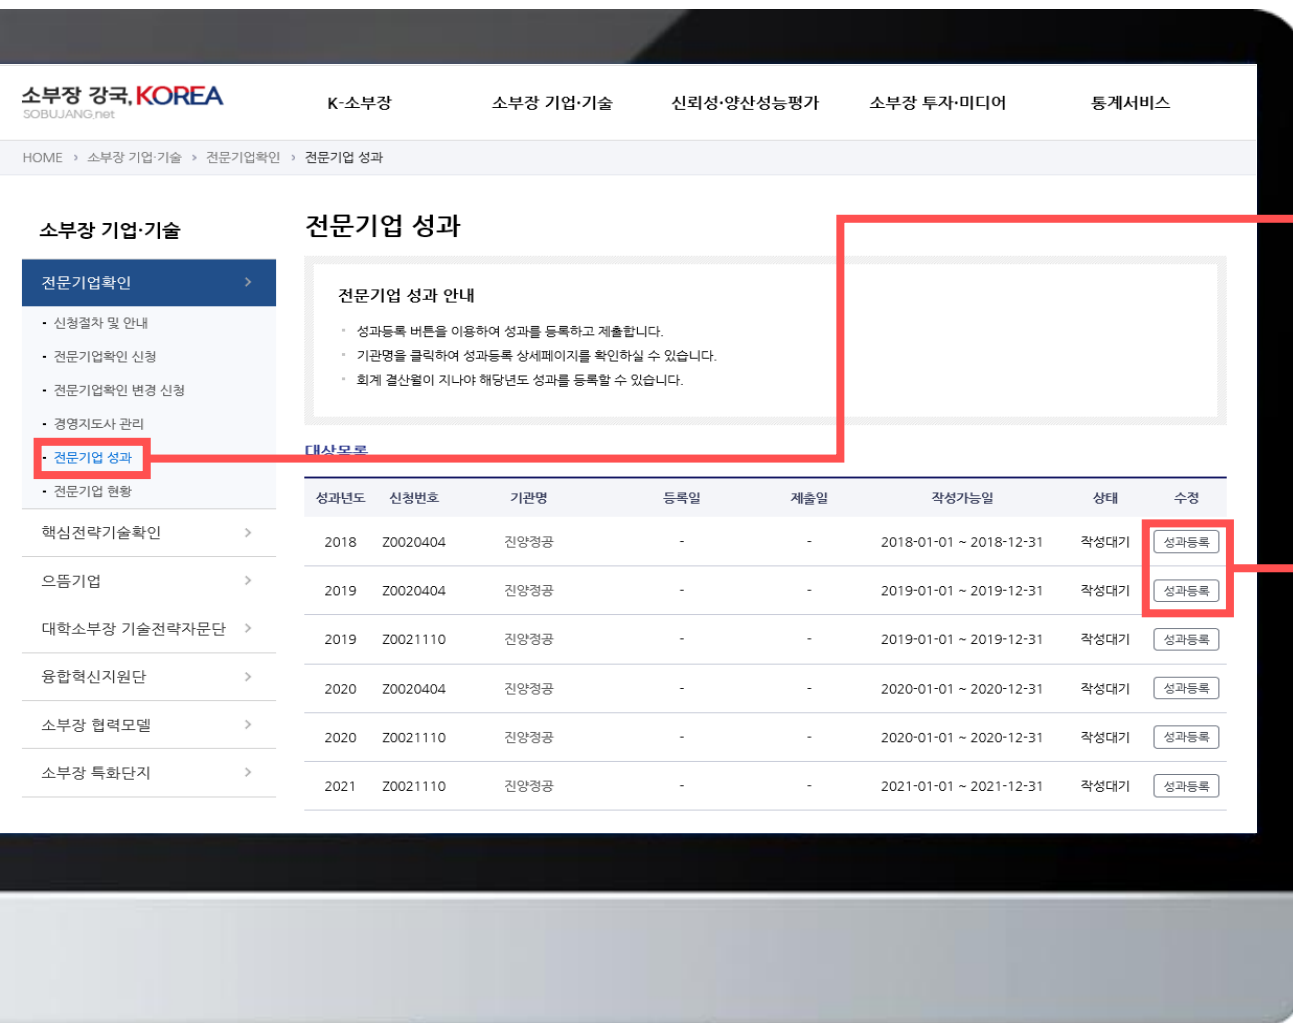 소부장 강국, KOREA
SOBUJANG.net
K-소부장 소부장 기업·기술 신뢰성·양산성능평가 소부장 투자·미디어 통계서비스
HOME > 소부장 기업·기술 > 전문기업확인 > 전문기업 성과
소부장 기업·기술
전문기업확인 >
- 신청절차 및 안내
- 전문기업확인 신청
- 전문기업확인 변경 신청
- 경영지도사 관리
- 전문기업 성과
- 전문기업 현황
핵심전략기술확인 >
으뜸기업 >
대학소부장 기술전략자문단 >
융합혁신지원단 >
소부장 협력모델 >
소부장 특화단지 >
전문기업 성과
전문기업 성과 안내
성과등록 버튼을 이용하여 성과를 등록하고 제출합니다.
기관명을 클릭하여 성과등록 상세페이지를 확인하실 수 있습니다.
회계 결산월이 지나야 해당년도 성과를 등록할 수 있습니다.
대상목록
성과년도 신청번호 기관명 등록일 제출일 작성가능일 상태 수정
2018 Z0020404 진양정공 - - 2018-01-01 ~ 2018-12-31 작성대기 성과등록
2019 Z0020404 진양정공 - - 2019-01-01 ~ 2019-12-31 작성대기 성과등록
2019 Z0021110 진양정공 - - 2019-01-01 ~ 2019-12-31 작성대기 성과등록
2020 Z0020404 진양정공 - - 2020-01-01 ~ 2020-12-31 작성대기 성과등록
2020 Z0021110 진양정공 - - 2020-01-01 ~ 2020-12-31 작성대기 성과등록
2021 Z0021110 진양정공 - - 2021-01-01 ~ 2021-12-31 작성대기 성과등록